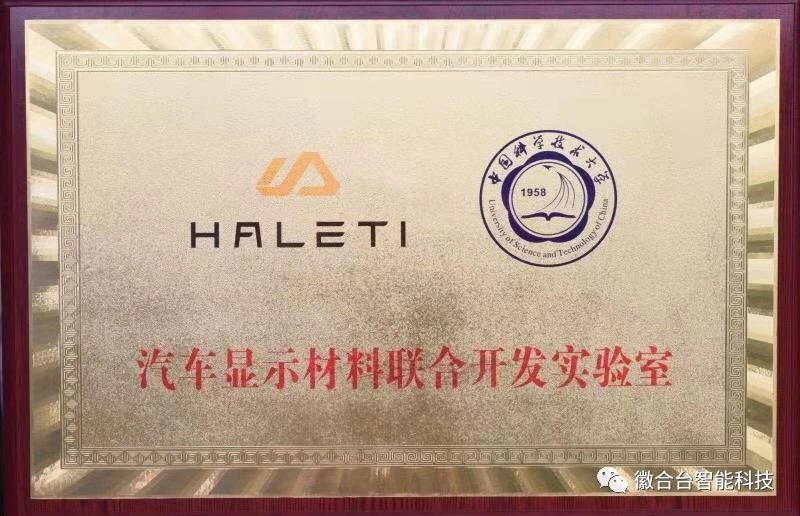 HALETI
中国科学技术大学
1958
University of Science and Technology of China
汽车显示材料联合开发实验室
徽合台智能科技